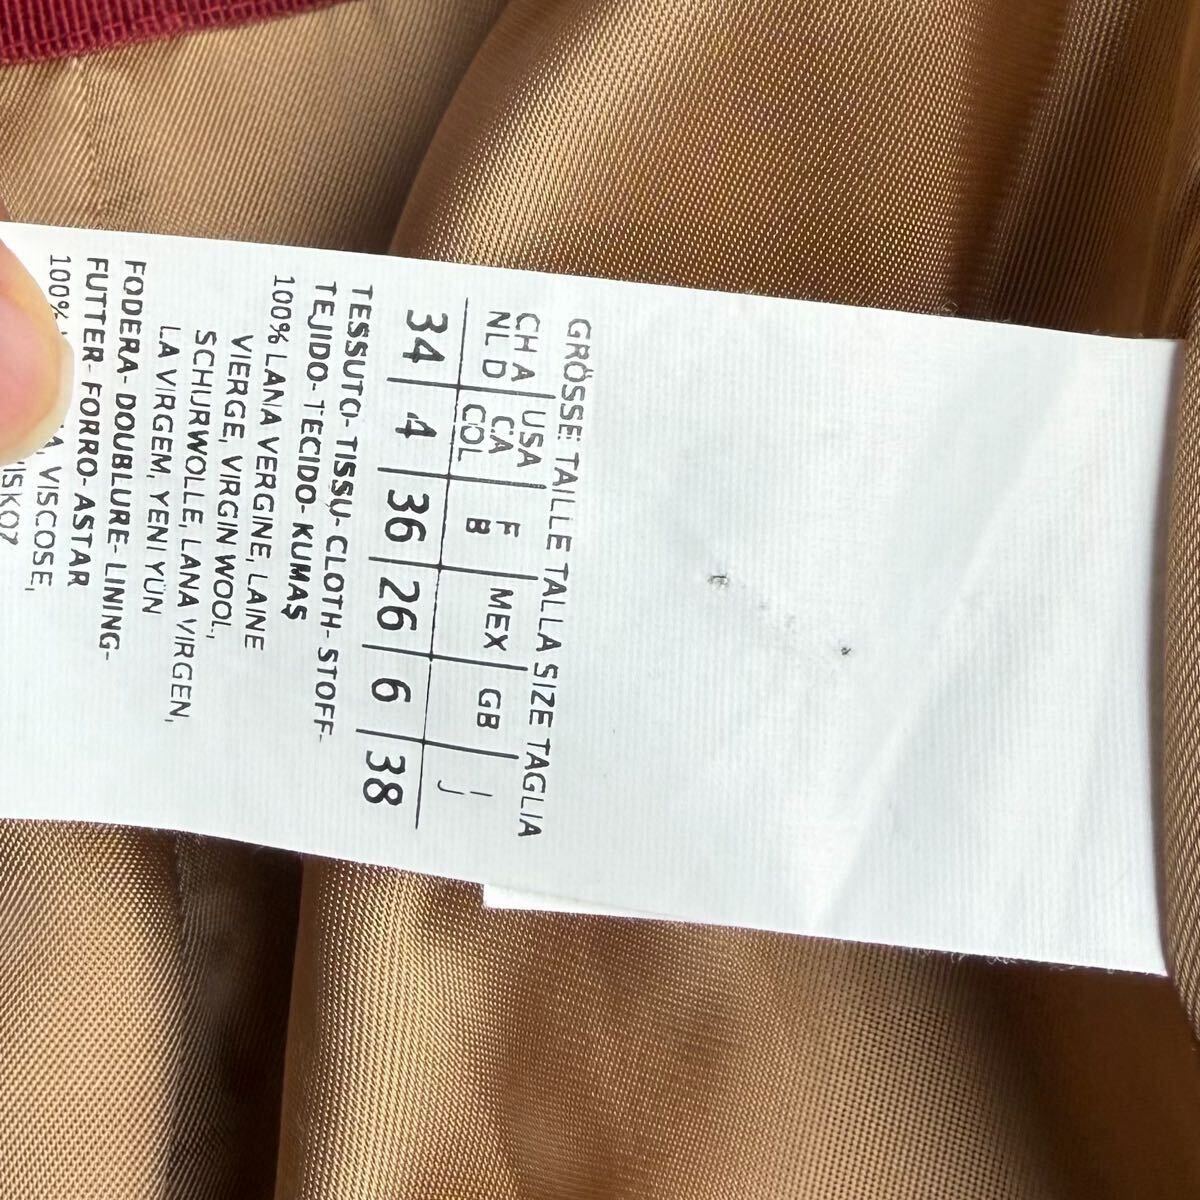 GRÖSSE TAILLE TALLA SIZE TAGLIA
CH A USA F MEX GB I
NL D CA B J
COL
34 4 36 26 6 38
TESSUTO- TISSU- CLOTH- STOFF-
TEJIDO- TECIDO- KUMAŞ
100% LANA VERGINE, LAINE
VIERGE, VIRGIN WOOL,
SCHURWOLLE, LANA VIRGEN,
LA VIRGEM, YENI YÜN
FODERA- DOUBLURE- LINING-
FUTTER- FORRO- ASTAR
100% VISCOSE,